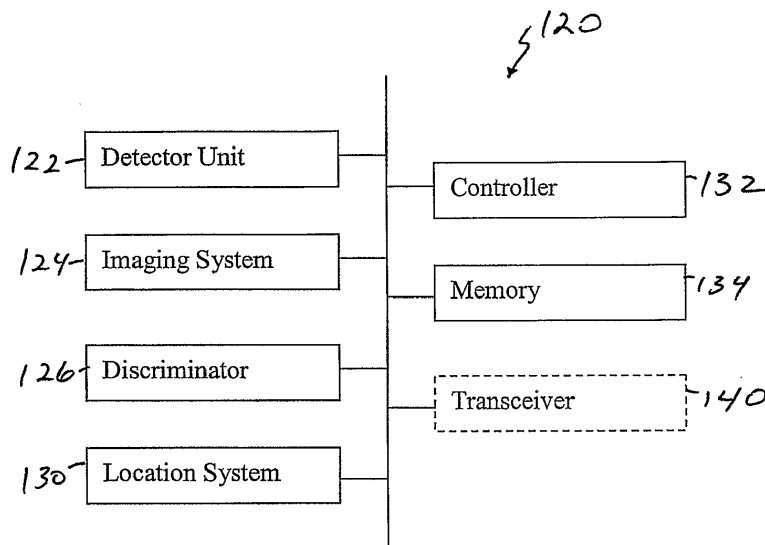 120
122 Detector Unit
Controller 132
124 Imaging System
Memory 134
126 Discriminator
Transceiver 140
130 Location System